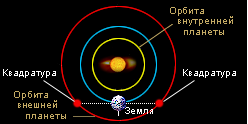 Орбита
внутренней
планеты
Квадратура
Квадратура
Орбита
внешней
планеты
Земля